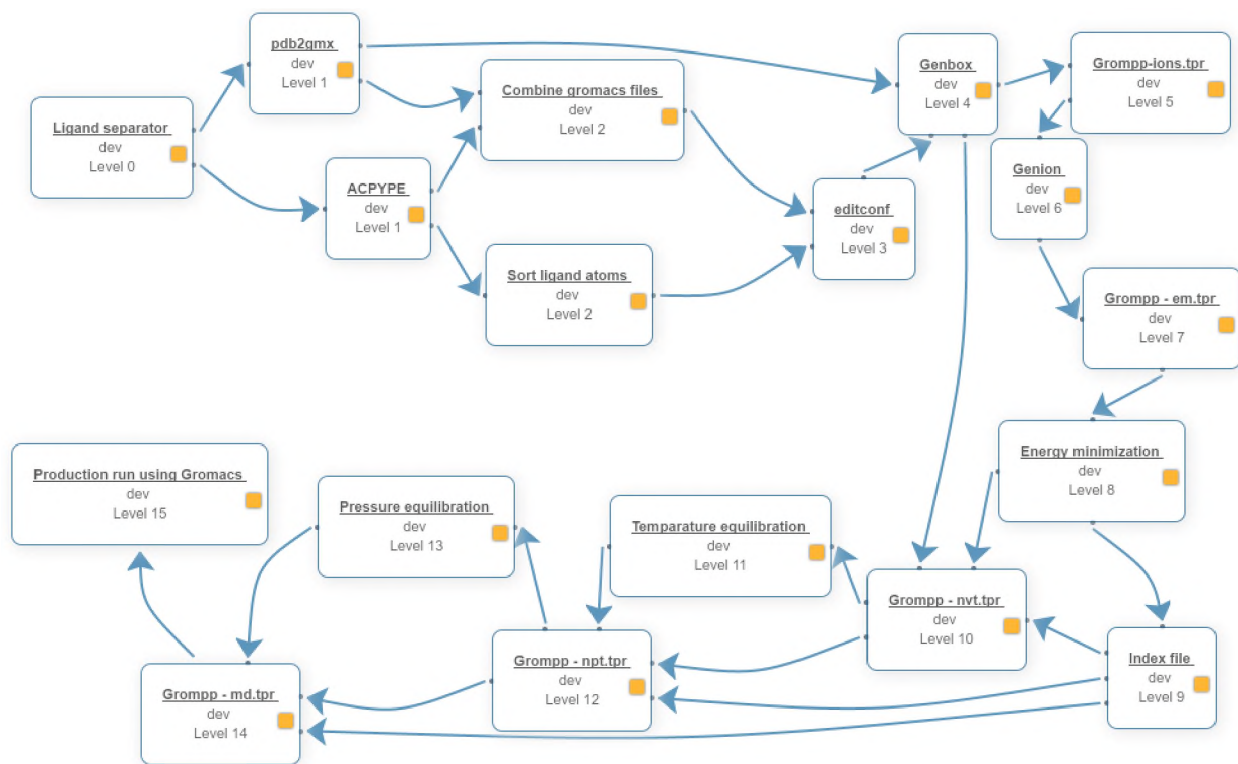 pdb2gmx
dev
Level 1
Genbox
dev
Level 4
Grompp-ions.tpr
dev
Level 5
Combine gromacs files
dev
Level 2
Ligand separator
dev
Level 0
Genion
dev
Level 6
ACPYPE
dev
Level 1
editconf
dev
Level 3
Sort ligand atoms
dev
Level 2
Grompp - em.tpr
dev
Level 7
Energy minimization
dev
Level 8
Production run using Gromacs
dev
Level 15
Pressure equilibration
dev
Level 13
Temparature equilibration
dev
Level 11
Grompp - nvt.tpr
dev
Level 10
Index file
dev
Level 9
Grompp - npt.tpr
dev
Level 12
Grompp - md.tpr
dev
Level 14